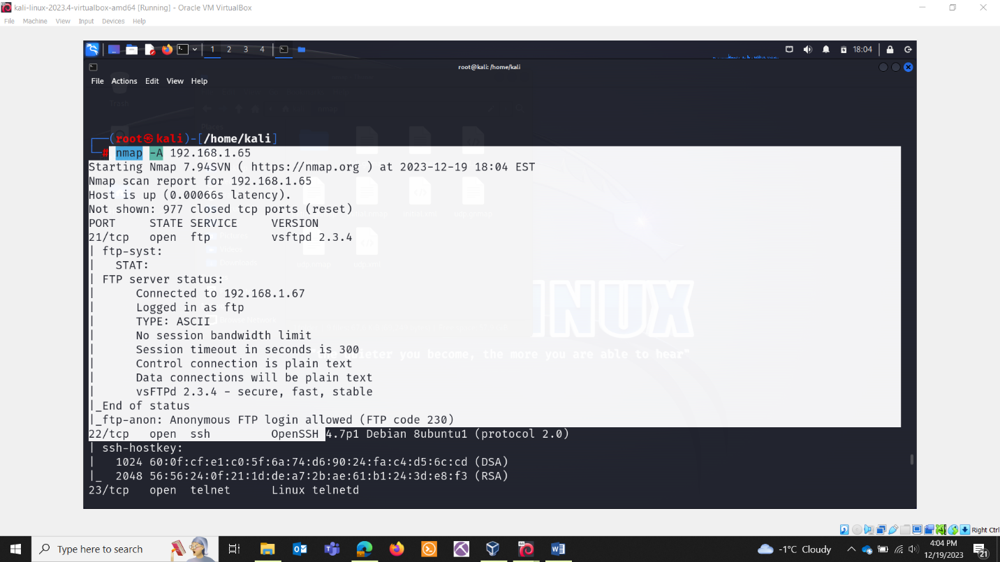 kali-linux-2023.4-virtualbox-amd64 [Running] - Oracle VM VirtualBox
File Machine View Input Devices Help
1 2 3 4 18:04
root@kali: /home/kali
File Actions Edit View Help
(root㉿kali)-[/home/kali]
# nmap -A 192.168.1.65
Starting Nmap 7.94SVN ( https://nmap.org ) at 2023-12-19 18:04 EST
Nmap scan report for 192.168.1.65
Host is up (0.00066s latency).
Not shown: 977 closed tcp ports (reset)
PORT STATE SERVICE VERSION
21/tcp open ftp vsftpd 2.3.4
| ftp-syst:
| STAT:
| FTP server status:
| Connected to 192.168.1.67
| Logged in as ftp
| TYPE: ASCII
| No session bandwidth limit
| Session timeout in seconds is 300
| Control connection is plain text
| Data connections will be plain text
| vsFTPd 2.3.4 - secure, fast, stable
|_End of status
|_ftp-anon: Anonymous FTP login allowed (FTP code 230)
22/tcp open ssh OpenSSH 4.7p1 Debian 8ubuntu1 (protocol 2.0)
| ssh-hostkey:
| 1024 60:0f:cf:e1:c0:5f:6a:74:d6:90:24:fa:c4:d5:6c:cd (DSA)
|_ 2048 56:56:24:0f:21:1d:de:a7:2b:ae:61:b1:24:3d:e8:f3 (RSA)
23/tcp open telnet Linux telnetd
INUX
you become, the more you are able to hear"
Right Ctrl
Type here to search
-1°C Cloudy
4:04 PM
12/19/2023
21